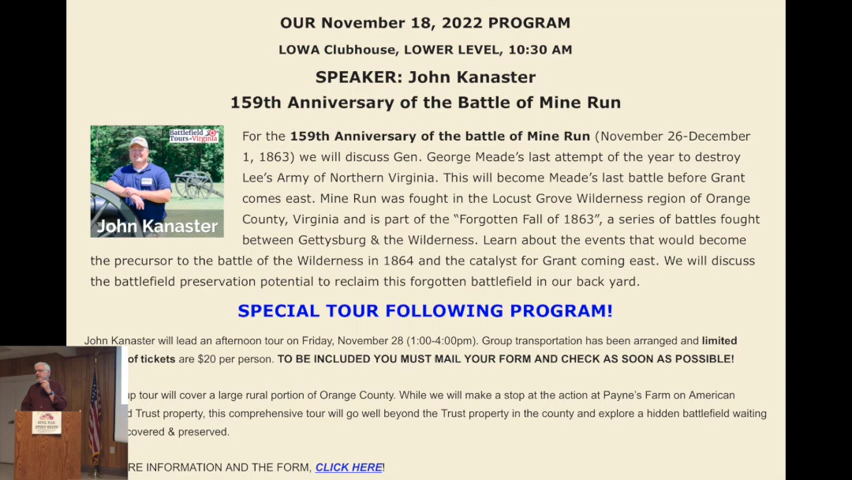 OUR November 18, 2022 PROGRAM
LOWA Clubhouse, LOWER LEVEL, 10:30 AM
SPEAKER: John Kanaster
159th Anniversary of the Battle of Mine Run
Battlefield
Tours of Virginia
John Kanaster
For the 159th Anniversary of the battle of Mine Run (November 26-December
1, 1863) we will discuss Gen. George Meade's last attempt of the year to destroy
Lee's Army of Northern Virginia. This will become Meade's last battle before Grant
comes east. Mine Run was fought in the Locust Grove Wilderness region of Orange
County, Virginia and is part of the “Forgotten Fall of 1863”, a series of battles fought
between Gettysburg & the Wilderness. Learn about the events that would become
the precursor to the battle of the Wilderness in 1864 and the catalyst for Grant coming east. We will discuss
the battlefield preservation potential to reclaim this forgotten battlefield in our back yard.
SPECIAL TOUR FOLLOWING PROGRAM!
John Kanaster will lead an afternoon tour on Friday, November 28 (1:00-4:00pm). Group transportation has been arranged and limited
of tickets are $20 per person. TO BE INCLUDED YOU MUST MAIL YOUR FORM AND CHECK AS SOON AS POSSIBLE!
up tour will cover a large rural portion of Orange County. While we will make a stop at the action at Payne's Farm on American
d Trust property, this comprehensive tour will go well beyond the Trust property in the county and explore a hidden battlefield waiting
covered & preserved.
RE INFORMATION AND THE FORM, CLICK HERE!